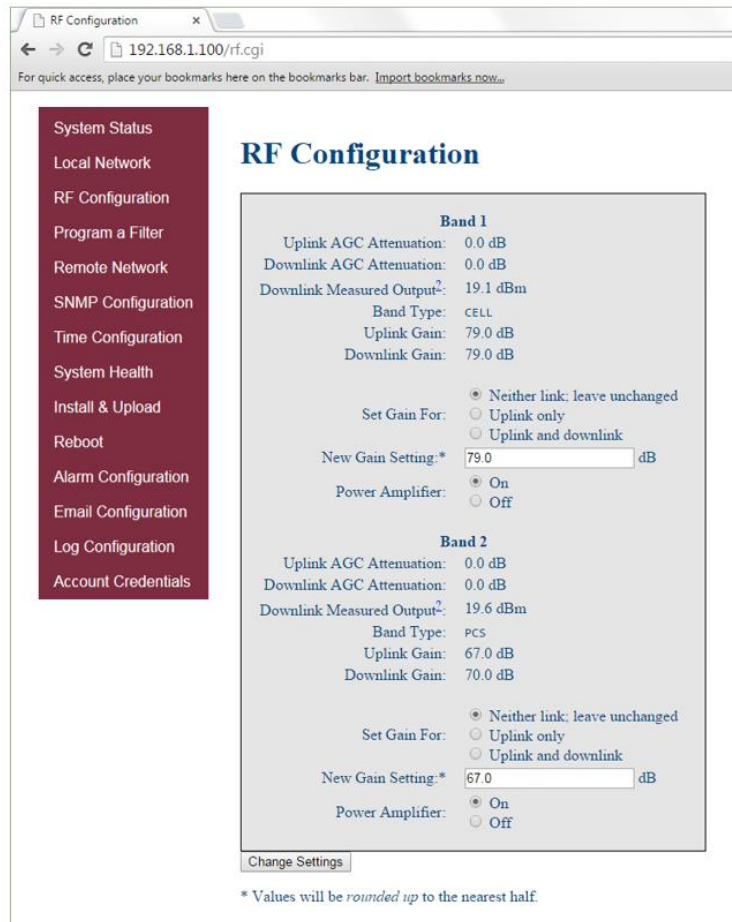 RF Configuration
192.168.1.100/rf.cgi
For quick access, place your bookmarks here on the bookmarks bar. Import bookmarks now...
System Status
Local Network
RF Configuration
Program a Filter
Remote Network
SNMP Configuration
Time Configuration
System Health
Install & Upload
Reboot
Alarm Configuration
Email Configuration
Log Configuration
Account Credentials
RF Configuration
Band 1
Uplink AGC Attenuation: 0.0 dB
Downlink AGC Attenuation: 0.0 dB
Downlink Measured Output?: 19.1 dBm
Band Type: CELL
Uplink Gain: 79.0 dB
Downlink Gain: 79.0 dB
Neither link; leave unchanged
Set Gain For: Uplink only
Uplink and downlink
New Gain Setting:* 79.0 dB
Power Amplifier: On
Off
Band 2
Uplink AGC Attenuation: 0.0 dB
Downlink AGC Attenuation: 0.0 dB
Downlink Measured Output?: 19.6 dBm
Band Type: PCS
Uplink Gain: 67.0 dB
Downlink Gain: 70.0 dB
Neither link; leave unchanged
Set Gain For: Uplink only
Uplink and downlink
New Gain Setting:* 67.0 dB
Power Amplifier: On
Off
Change Settings
* Values will be rounded up to the nearest half.